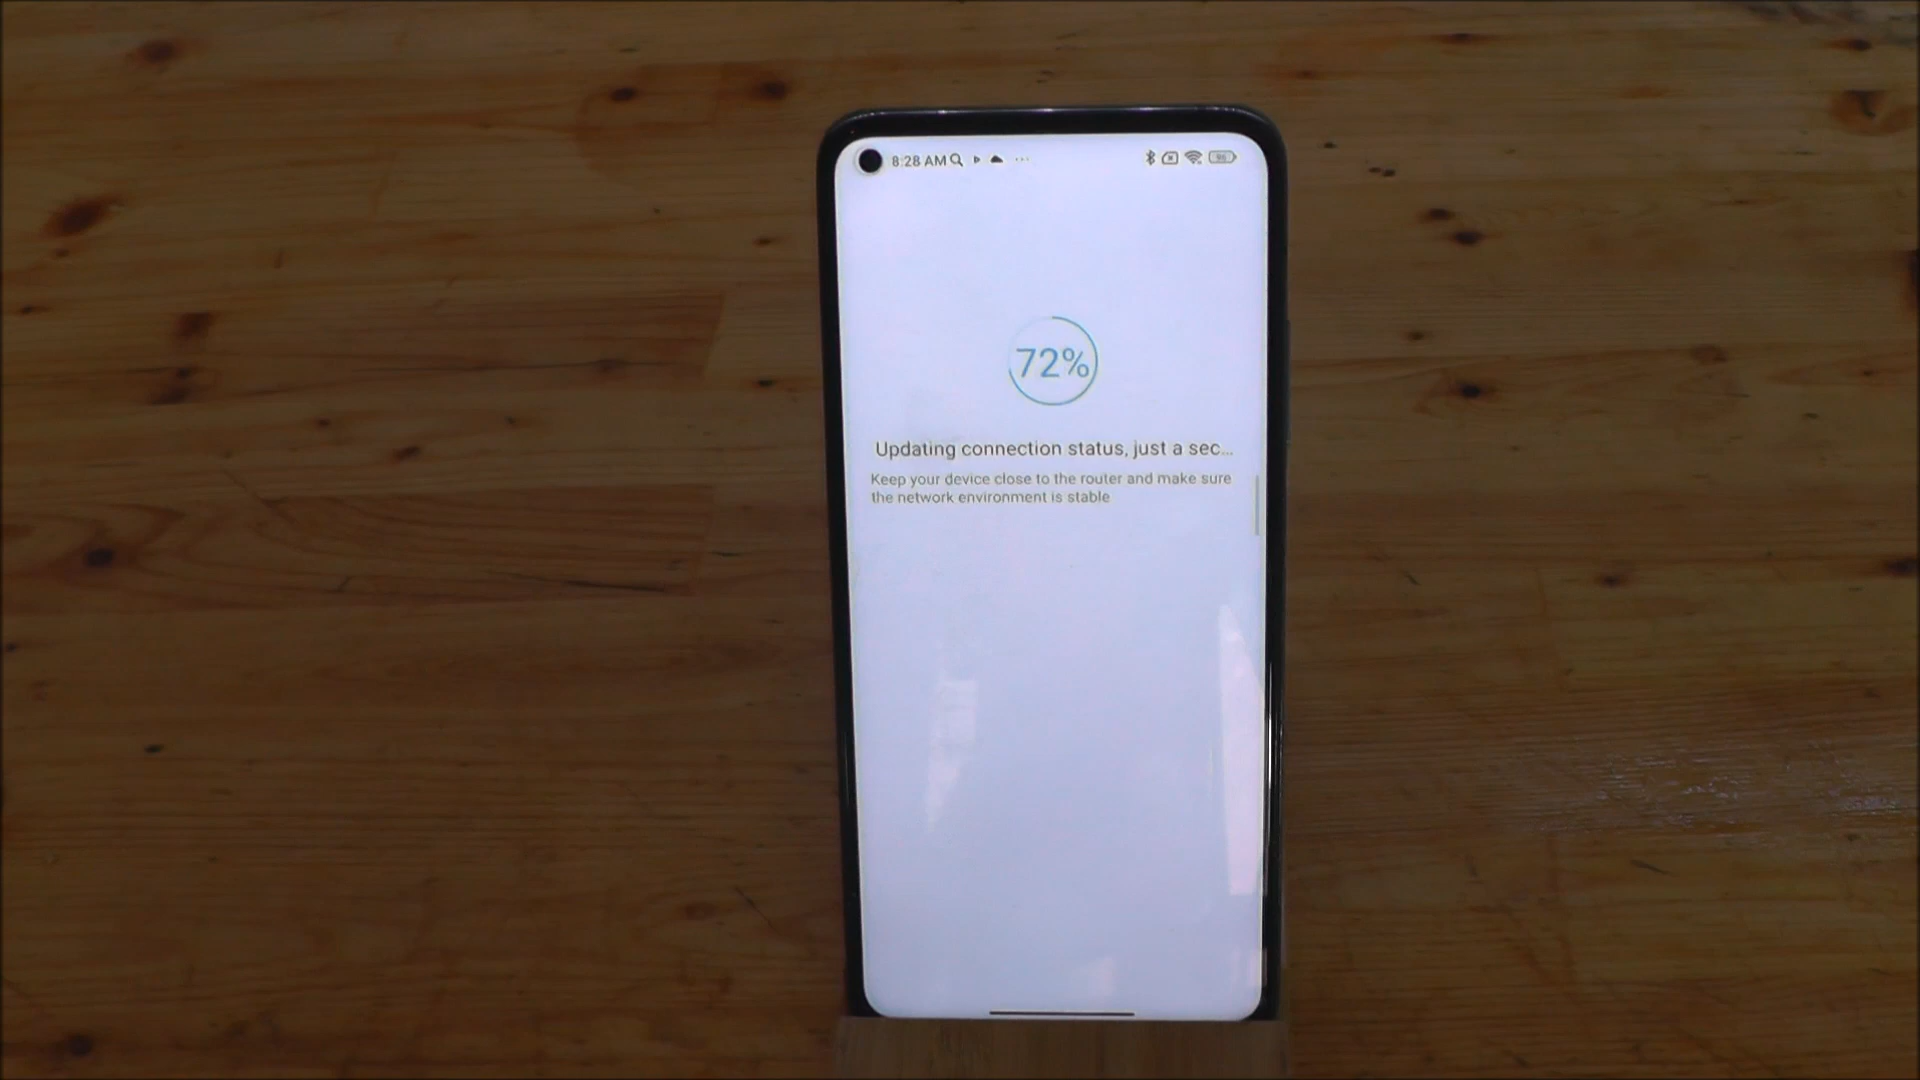 8:28 AM
72%
Updating connection status, just a sec...
Keep your device close to the router and make sure
the network environment is stable